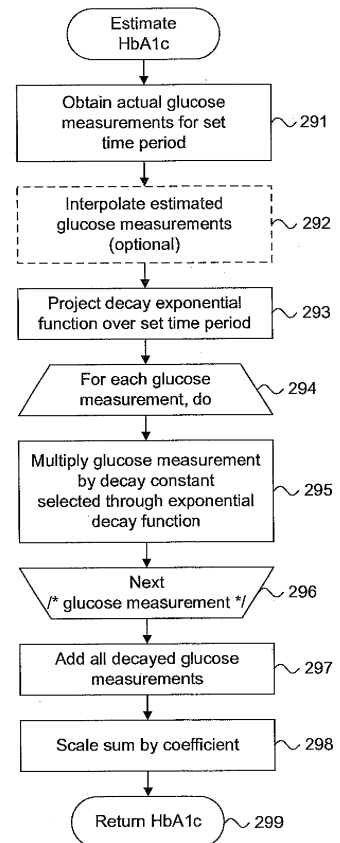 Estimate
HbA1c
Obtain actual glucose
measurements for set
time period
291
Interpolate estimated
glucose measurements
(optional)
292
Project decay exponential
function over set time period
293
For each glucose
measurement, do
294
Multiply glucose measurement
by decay constant
selected through exponential
decay function
295
Next
/* glucose measurement */
296
Add all decayed glucose
measurements
297
Scale sum by coefficient
298
Return HbA1c
299